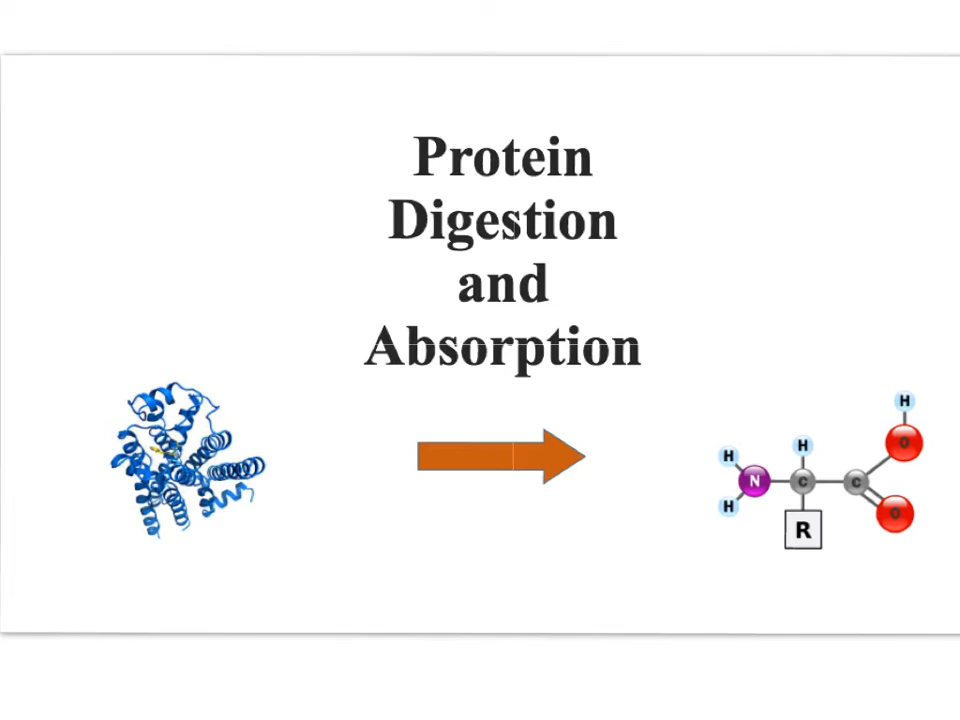 Protein
Digestion
and
Absorption
H
H
H
O
N
C
C
H
O
R